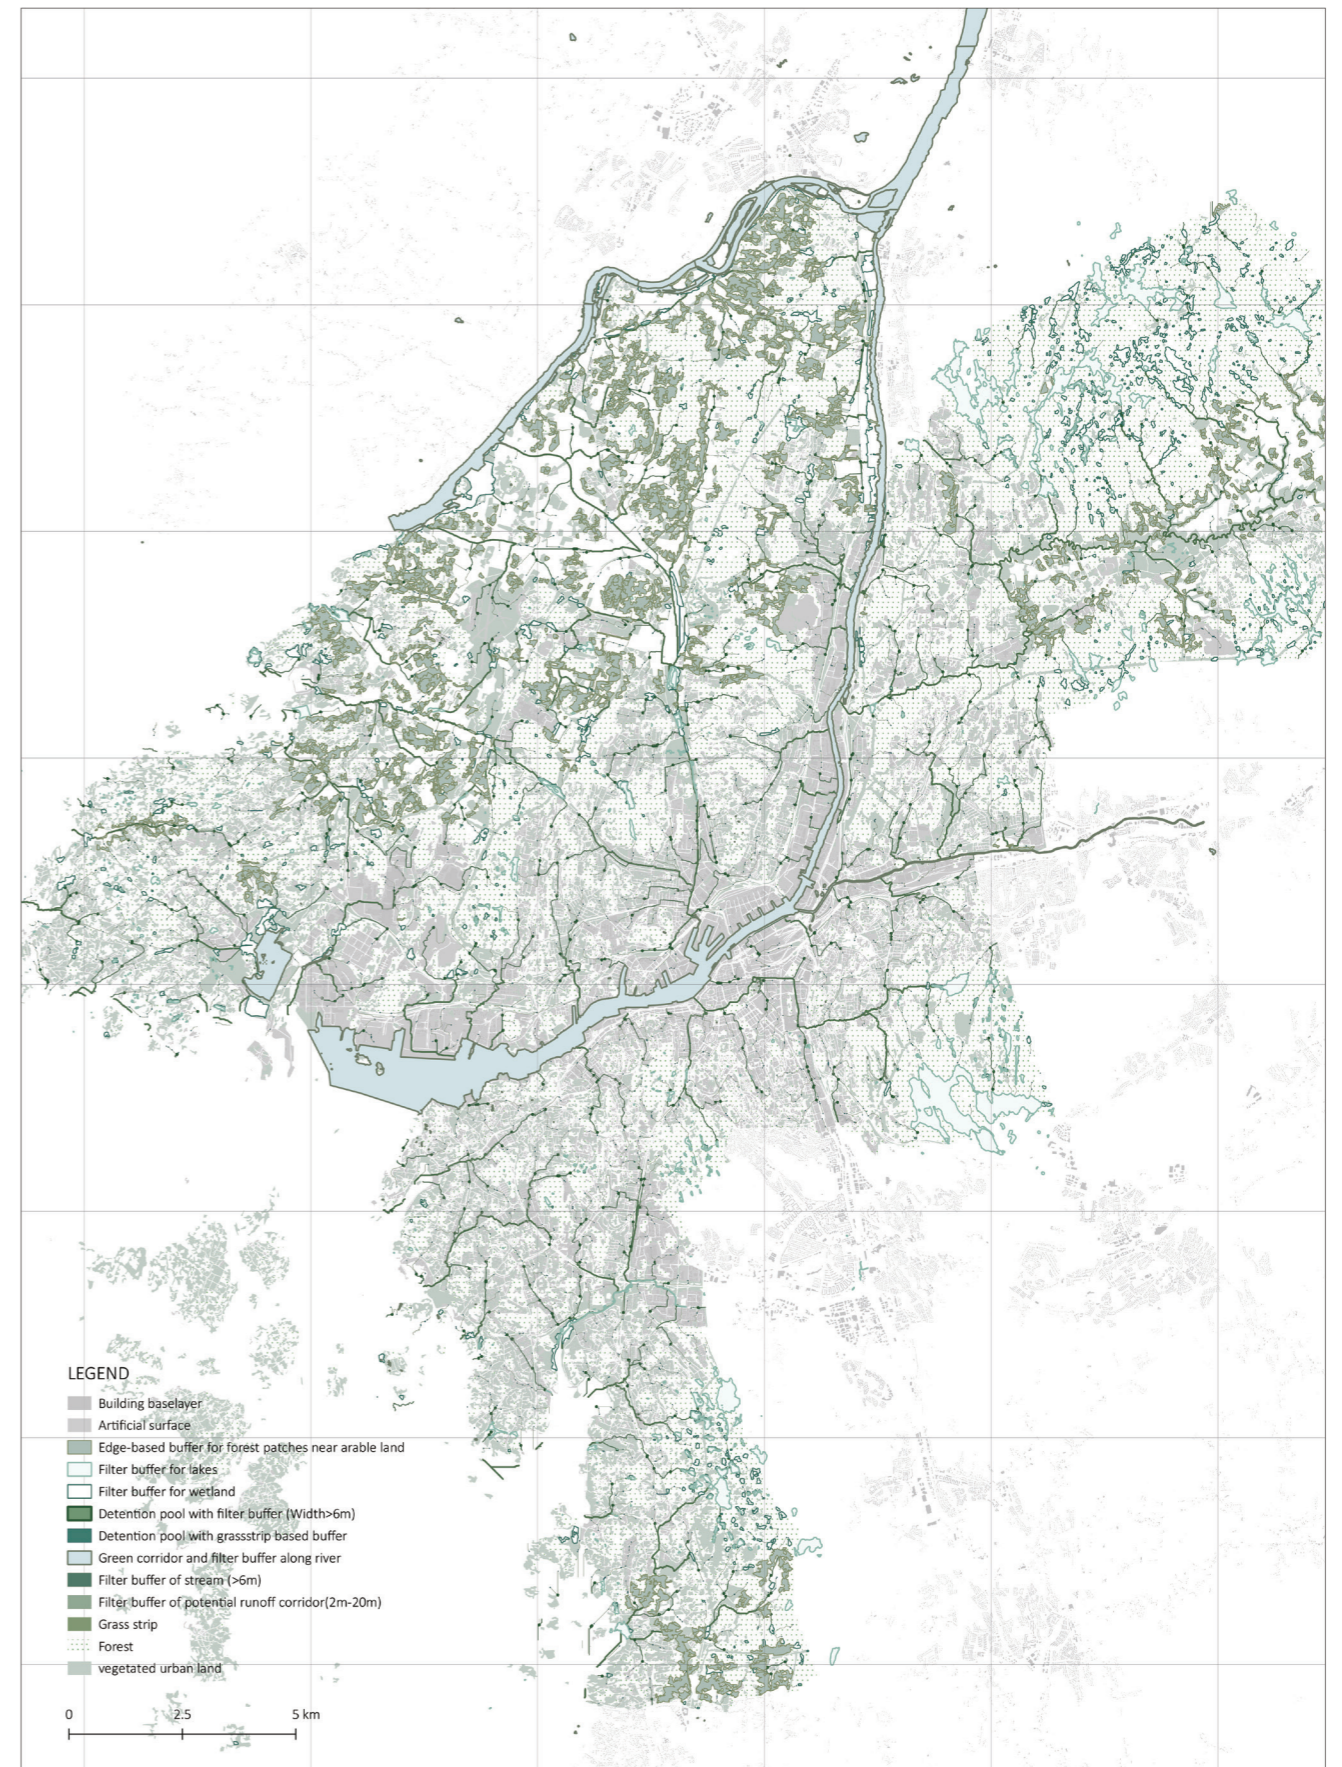 LEGEND
Building baselayer
Artificial surface
Edge-based buffer for forest patches near arable land
Filter buffer for lakes
Filter buffer for wetland
Detention pool with filter buffer (Width>6m)
Detention pool with grassstrip based buffer
Green corridor and filter buffer along river
Filter buffer of stream (>6m)
Filter buffer of potential runoff corridor(2m-20m)
Grass strip
Forest
vegetated urban land
0 2.5 5 km